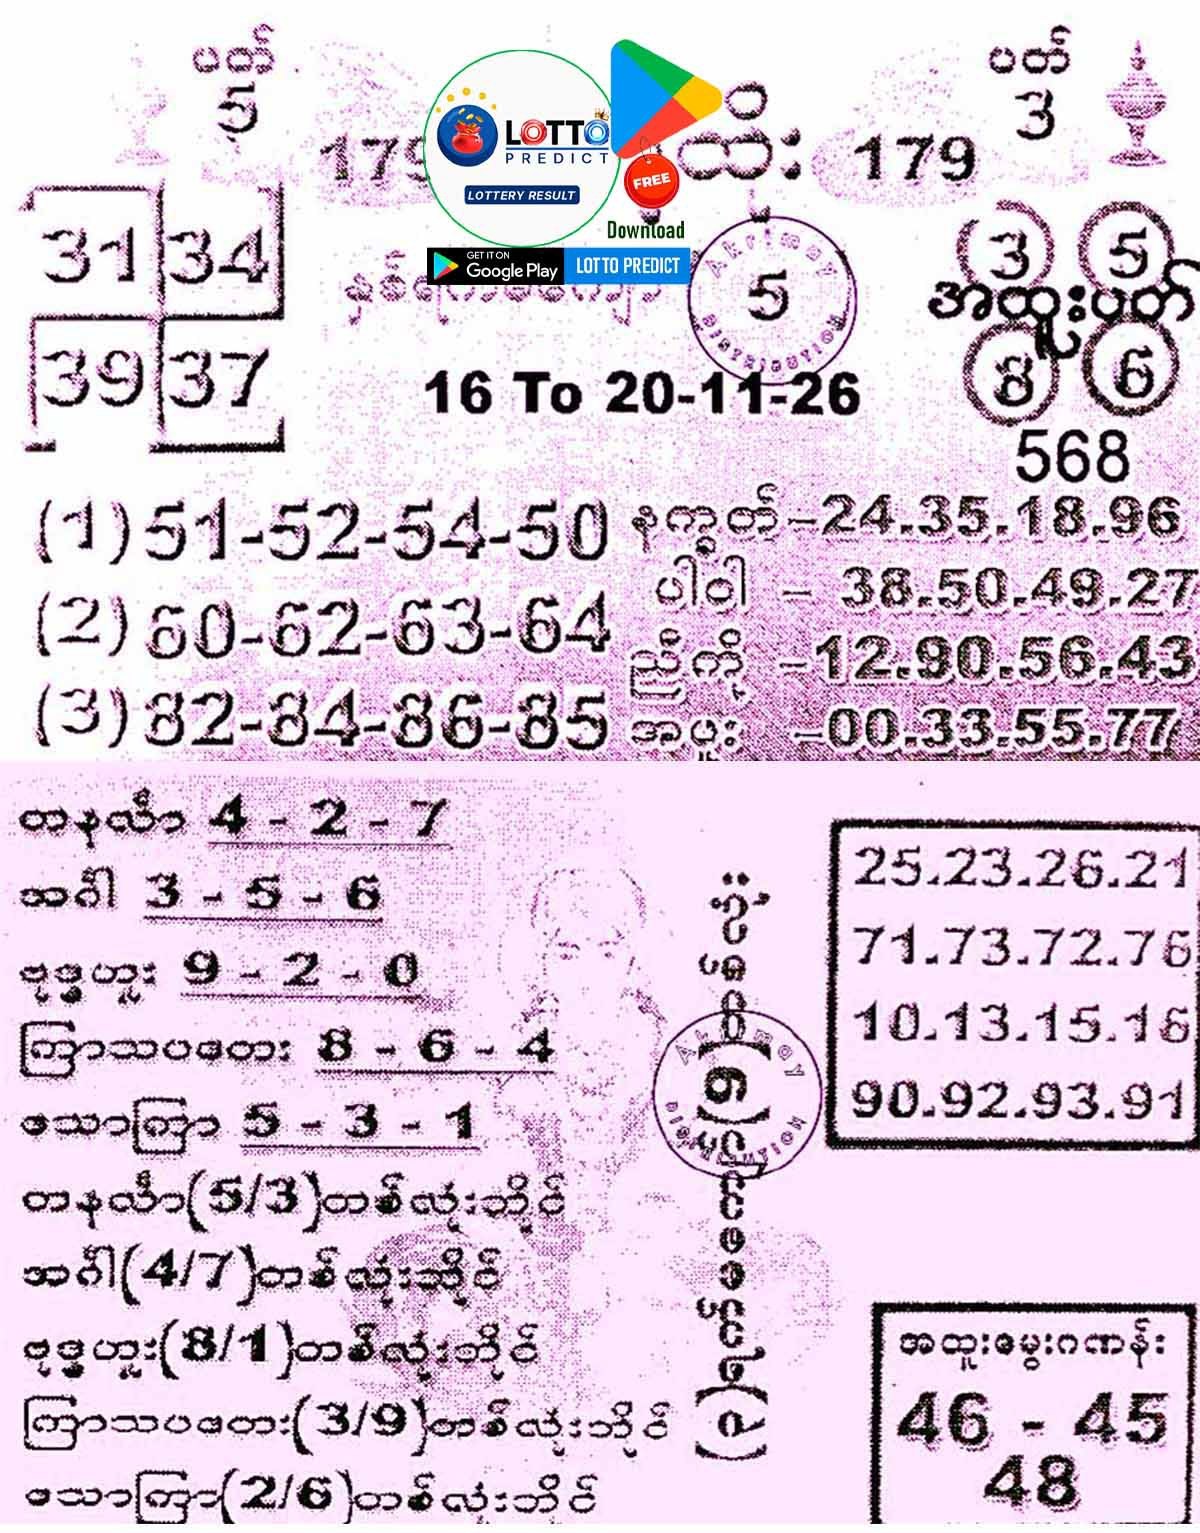 ပတ်
5
ပတ်
3
179
ထိုး
179
LOTTO
PREDICT
LOTTERY RESULT
FREE
Download
GET IT ON
Google Play
LOTTO PREDICT
31 34
39 37
5
3 5
အထူးပတ်
8 6
568
16 To 20-11-26
(1) 51-52-54-50
(2) 60-62-63-64
(3) 82-84-86-85
နက္ခတ် - 24.35.18.96
ပါဝါ - 38.50.49.27
ညီကို - 12.90.56.43
အပူး - 00.33.55.77
တနင်္လာ 4 - 2 - 7
အင်္ဂါ 3 - 5 - 6
ဗုဒ္ဓဟူး 9 - 2 - 0
ကြာသပတေး 8 - 6 - 4
သောကြာ 5 - 3 - 1
တနင်္လာ(5/3)တစ်လုံးဘိုင်
အင်္ဂါ(4/7)တစ်လုံးဆိုင်
ဗုဒ္ဓဟူး(8/1)တစ်လုံးဘိုင်
ကြာသပတေး(3/9)တစ်လုံးဘိုင်
သောကြာ(2/6)တစ်လုံးဘိုင်
25.23.26.21
71.73.72.76
10.13.15.16
90.92.93.91
အထူးမွေးဂဏန်း
46 - 45
48